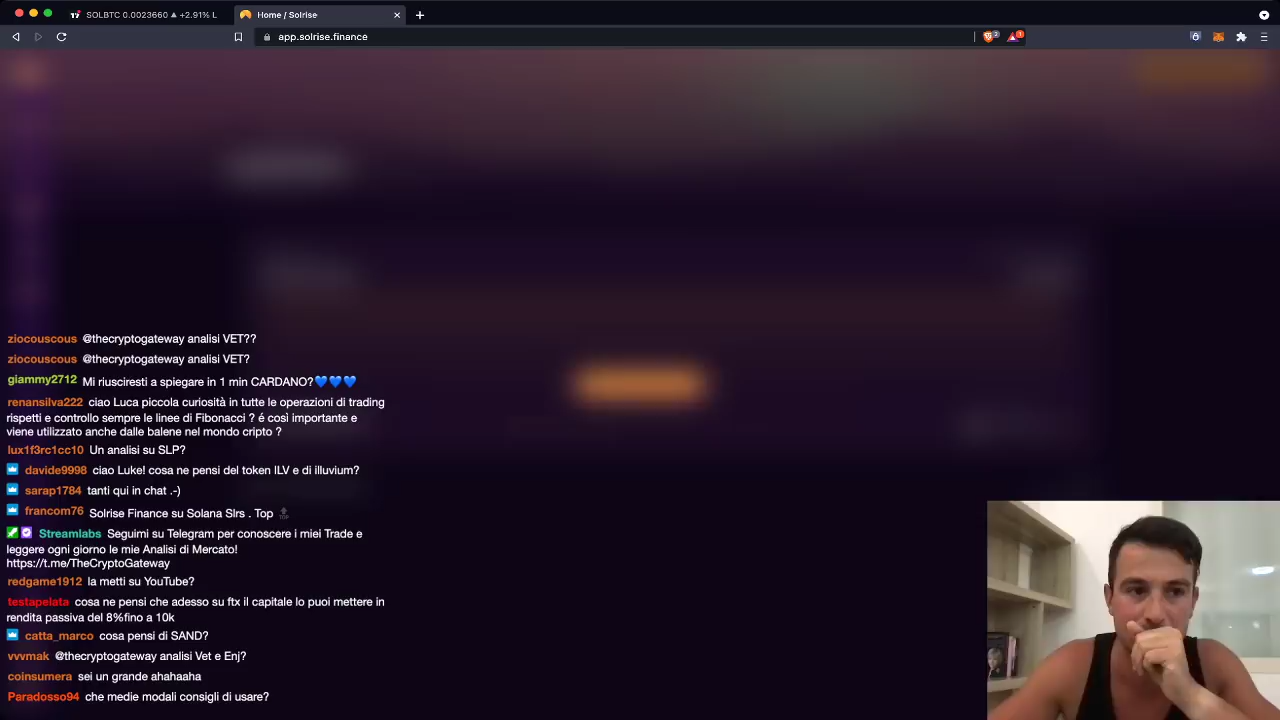 SOLBTC 0.0023660 ▲ +2.91% L
Home / Solrise
app.solrise.finance
ziocouscous @thecryptogateway analisi VET??
ziocouscous @thecryptogateway analisi VET?
giammy2712 Mi riusciresti a spiegare in 1 min CARDANO?💙💙💙
renansilva222 ciao Luca piccola curiosità in tutte le operazioni di trading
rispetti e controllo sempre le linee di Fibonacci ? é così importante e
viene utilizzato anche dalle balene nel mondo cripto ?
lux1f3rc1cc10 Un analisi su SLP?
davide9998 ciao Luke! cosa ne pensi del token ILV e di illuvium?
sarap1784 tanti qui in chat .-)
francom76 Solrise Finance su Solana Slrs . Top 🔝
Streamlabs Seguimi su Telegram per conoscere i miei Trade e
leggere ogni giorno le mie Analisi di Mercato!
https://t.me/TheCryptoGateway
redgame1912 la metti su YouTube?
testapelata cosa ne pensi che adesso su ftx il capitale lo puoi mettere in
rendita passiva del 8%fino a 10k
catta_marco cosa pensi di SAND?
vvvmak @thecryptogateway analisi Vet e Enj?
coinsumera sei un grande ahahaaha
Paradosso94 che medie modali consigli di usare?